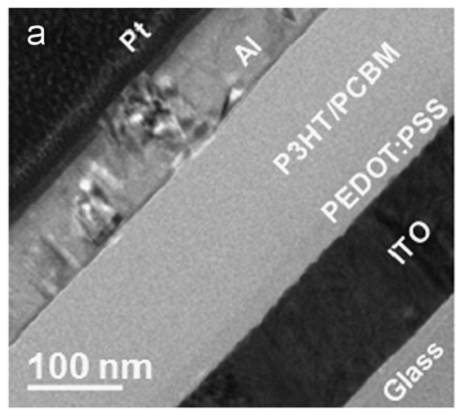 a
Pt
Al
P3HT/PCBM
PEDOT:PSS
ITO
Glass
100 nm